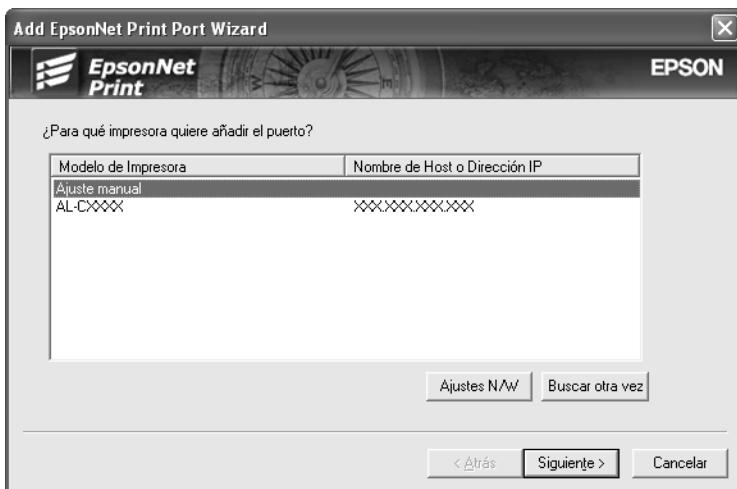 Add EpsonNet Print Port Wizard
EpsonNet
Print
EPSON
¿Para qué impresora quiere añadir el puerto?
Modelo de Impresora Nombre de Host o Dirección IP
Ajuste manual
AL-CXXXX XXX.XXX.XXX.XXX
Ajustes N/W Buscar otra vez
< Atrás Siguiente > Cancelar